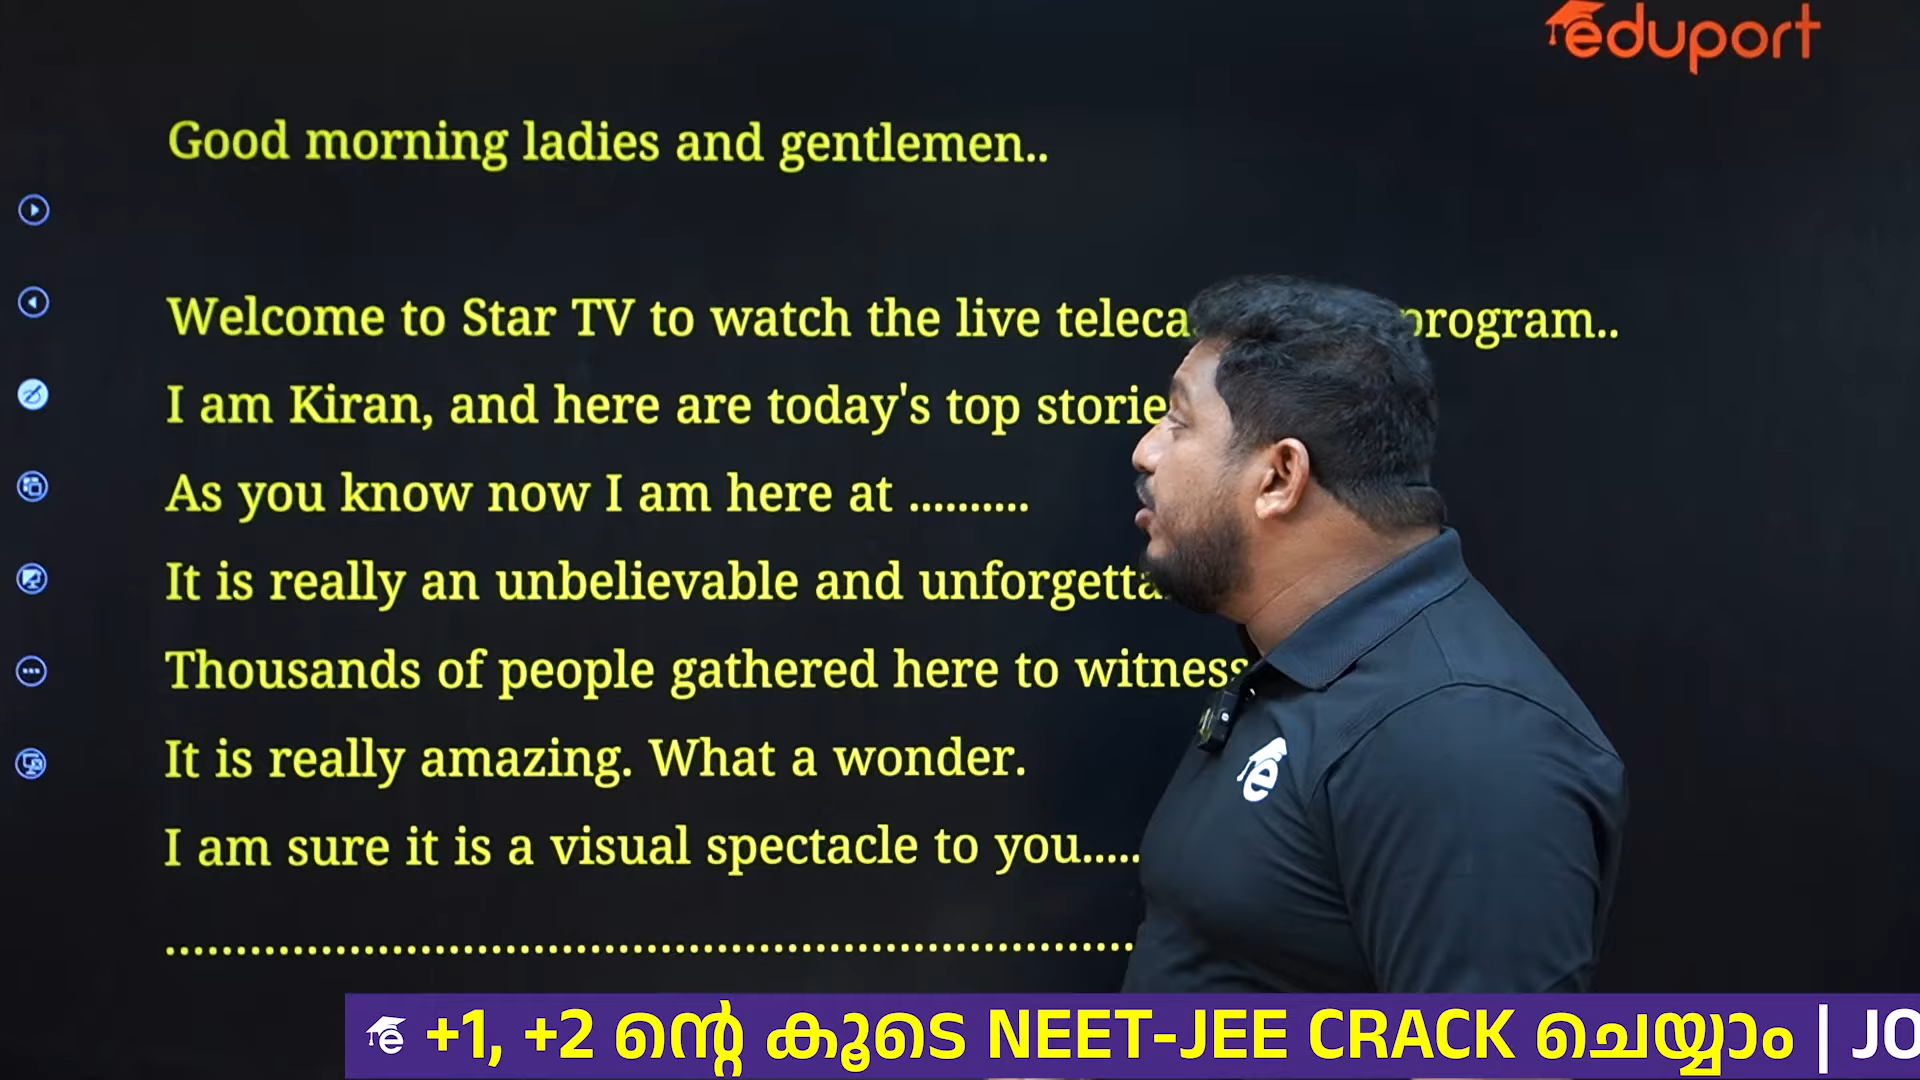 eduport
Good morning ladies and gentlemen..
Welcome to Star TV to watch the live program..
I am Kiran, and here are today's top
As you know now I am here at ..........
It is really an unbelievable and
Thousands of people gathered here to witness
It is really amazing. What a wonder.
I am sure it is a visual spectacle to you.....
+1, +2 ന്റെ കൂടെ NEET-JEE CRACK ചെയ്യാം | JO